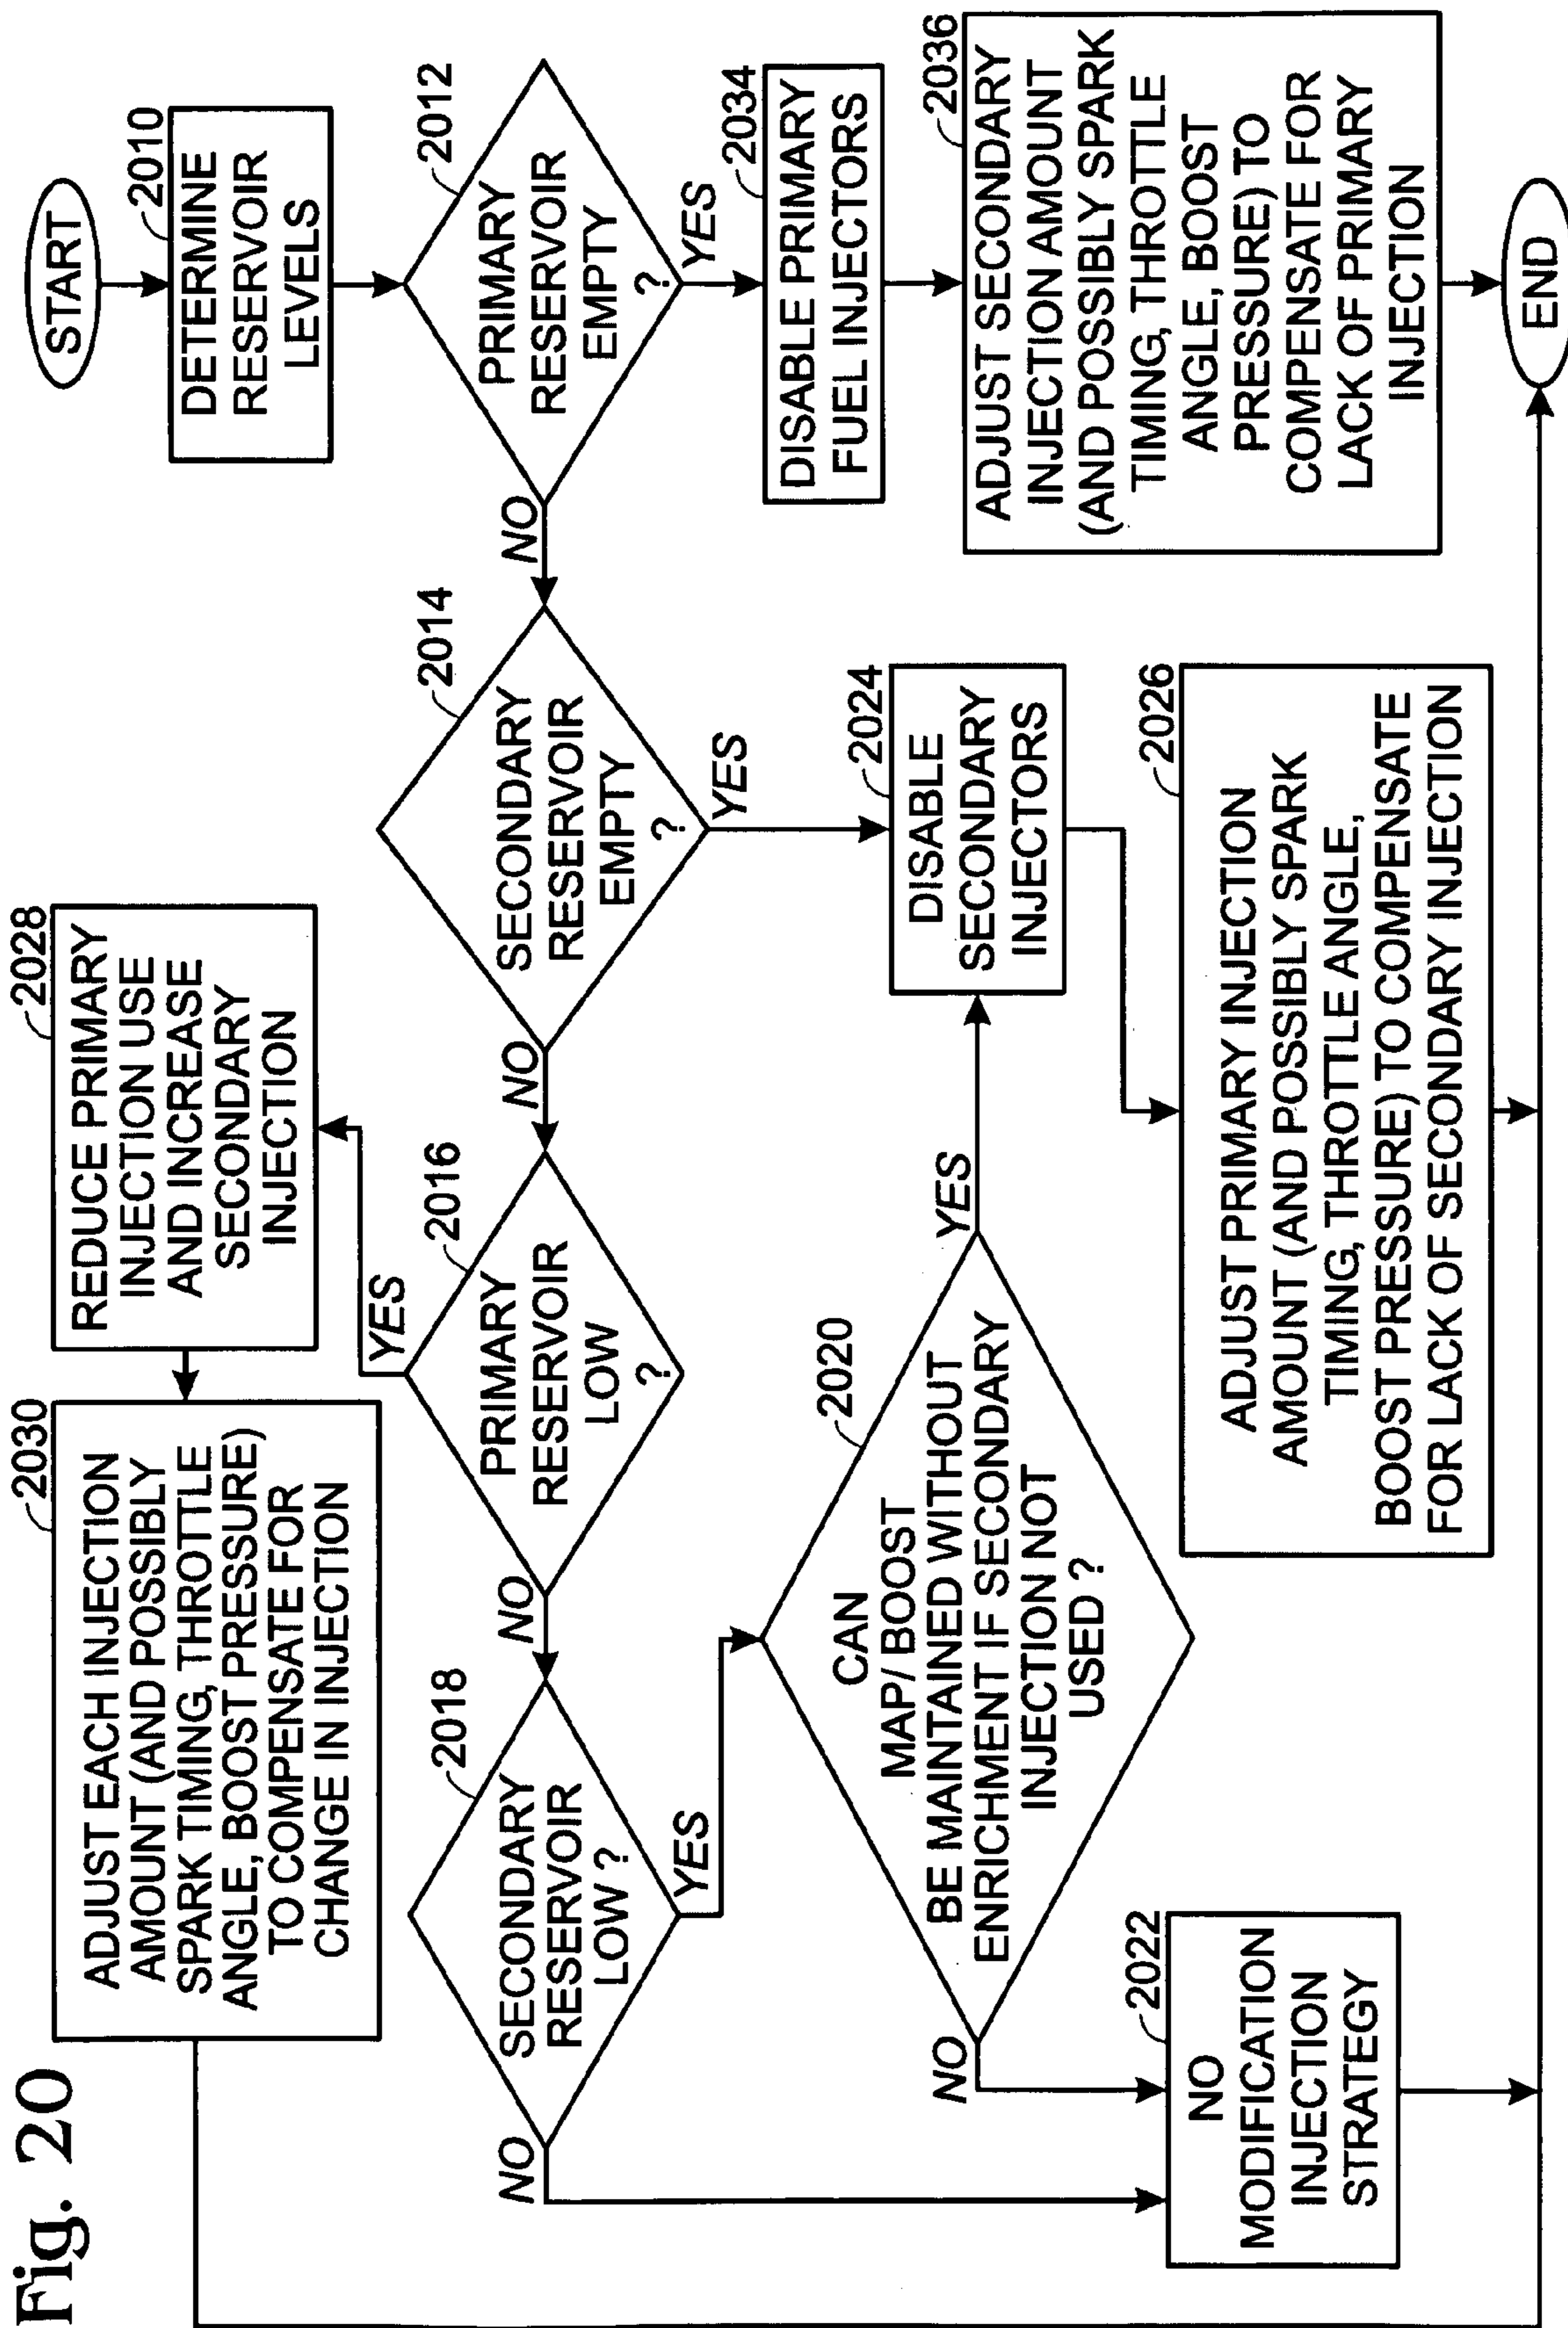 Fig. 20
START
2010
DETERMINE
RESERVOIR
LEVELS
2012
PRIMARY
RESERVOIR
EMPTY
?
YES
NO
2034
DISABLE PRIMARY
FUEL INJECTORS
2036
ADJUST SECONDARY
INJECTION AMOUNT
(AND POSSIBLY SPARK
TIMING, THROTTLE
ANGLE, BOOST
PRESSURE) TO
COMPENSATE FOR
LACK OF PRIMARY
INJECTION
END
2014
SECONDARY
RESERVOIR
EMPTY
?
YES
NO
2024
DISABLE
SECONDARY
INJECTORS
2026
ADJUST PRIMARY INJECTION
AMOUNT (AND POSSIBLY SPARK
TIMING, THROTTLE ANGLE,
BOOST PRESSURE) TO COMPENSATE
FOR LACK OF SECONDARY INJECTION
2016
PRIMARY
RESERVOIR
LOW
?
YES
NO
2028
REDUCE PRIMARY
INJECTION USE
AND INCREASE
SECONDARY
INJECTION
2030
ADJUST EACH INJECTION
AMOUNT (AND POSSIBLY
SPARK TIMING, THROTTLE
ANGLE, BOOST PRESSURE)
TO COMPENSATE FOR
CHANGE IN INJECTION
2018
SECONDARY
RESERVOIR
LOW ?
YES
NO
2020
CAN
MAP/ BOOST
BE MAINTAINED WITHOUT
ENRICHMENT IF SECONDARY
INJECTION NOT
USED ?
YES
NO
2022
NO
MODIFICATION
INJECTION
STRATEGY